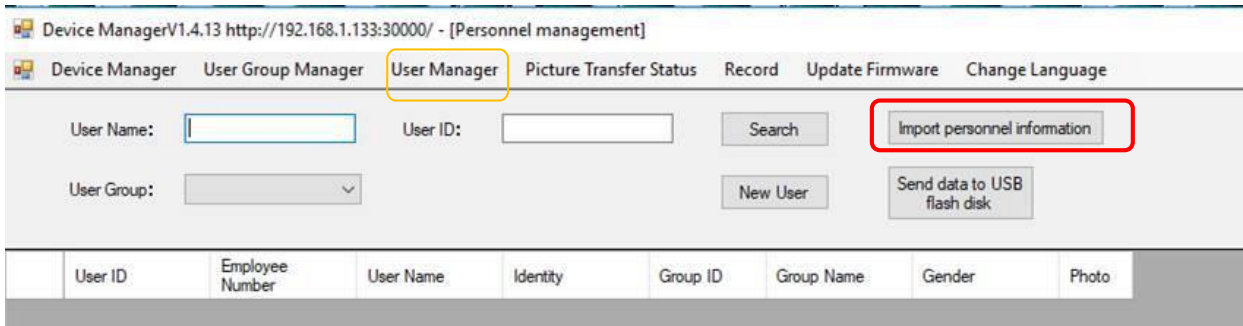 Device ManagerV1.4.13 http://192.168.1.133:30000/ - [Personnel management]
Device Manager User Group Manager User Manager Picture Transfer Status Record Update Firmware Change Language
User Name: User ID: Search Import personnel information
User Group: New User Send data to USB
flash disk
User ID Employee Number User Name Identity Group ID Group Name Gender Photo